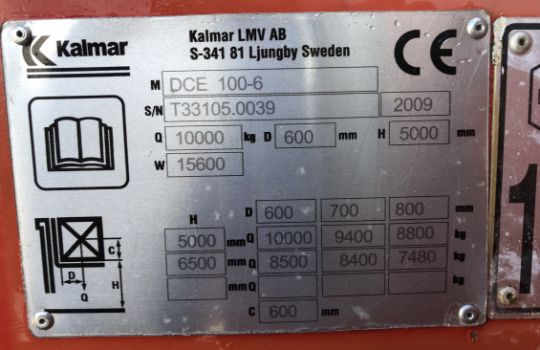 Kalmar
Kalmar LMV AB
S-341 81 Ljungby Sweden
CE
M DCE 100-6
S/N T33105.0039 2009
Q 10000 kg D 600 mm H 5000 mm
W 15600
H D 600 700 800 mm
5000 mm Q 10000 9400 8800 kg
6500 mm Q 8500 8400 7480 kg
mm Q kg
C 600 mm
C
D
H
Q
1